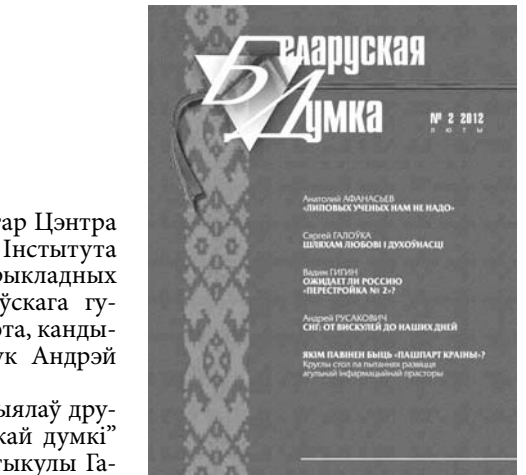 тар Цэнтра
Інстытута
рыкладных
ўскага гу-
рта, канды-
ук Андрэй
ыялаў дру-
кай думкі”
тыкулы Га-
Беларуская
Думка
№ 2 2012
люты
Анатолий АФАНАСЬЕВ
«ЛИПОВЫХ УЧЕНЫХ НАМ НЕ НАДО»
Сяргей ГАЛОЎКА
ШЛЯХАМ ЛЮБОВІ І ДУХОЎНАСЦІ
Вадим ГИГИН
ОЖИДАЕТ ЛИ РОССИЮ
«ПЕРЕСТРОЙКА № 2»?
Андрей РУСАКОВИЧ
СНГ: ОТ ВИСКУЛЕЙ ДО НАШИХ ДНЕЙ
ЯКІМ ПАВІНЕН БЫЦЬ «ПАШПАРТ КРАІНЫ»?
Круглы стол па пытаннях развіцця
агульнай інфармацыйнай прасторы